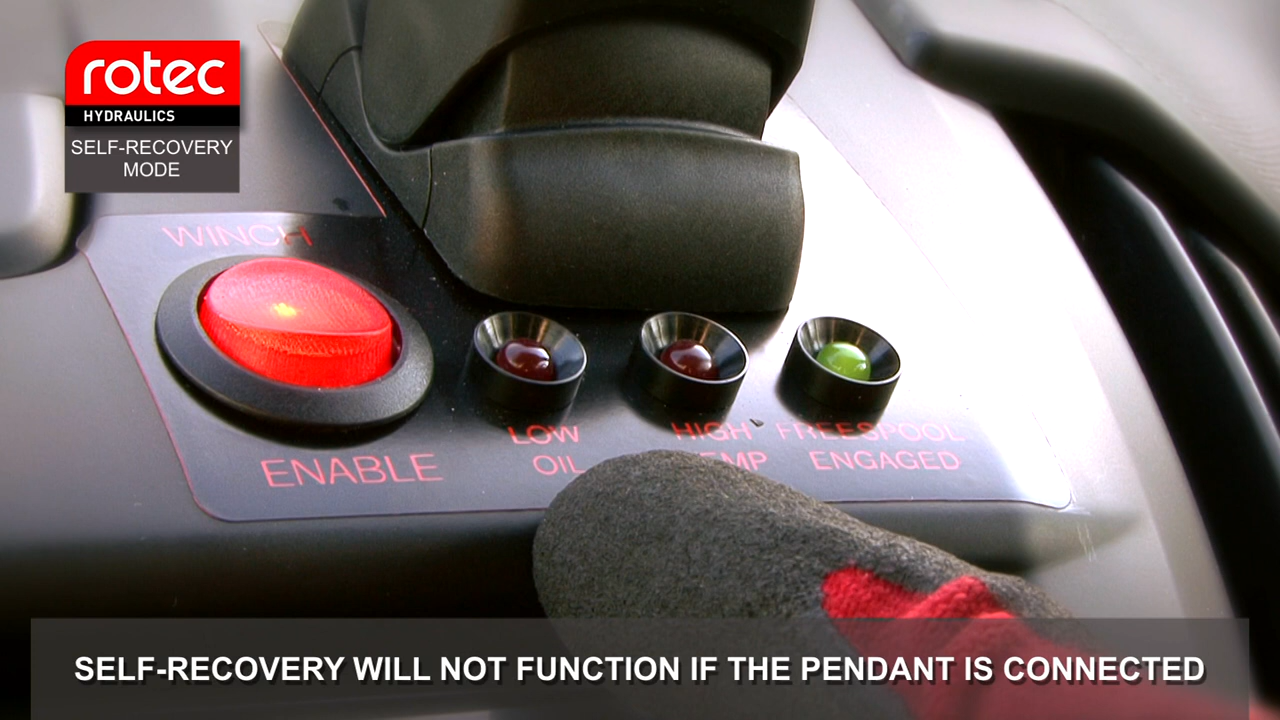 rotec
HYDRAULICS
SELF-RECOVERY
MODE
WINCH
ENABLE
LOW
OIL
HIGH
FREESPOOL
ENGAGED
SELF-RECOVERY WILL NOT FUNCTION IF THE PENDANT IS CONNECTED